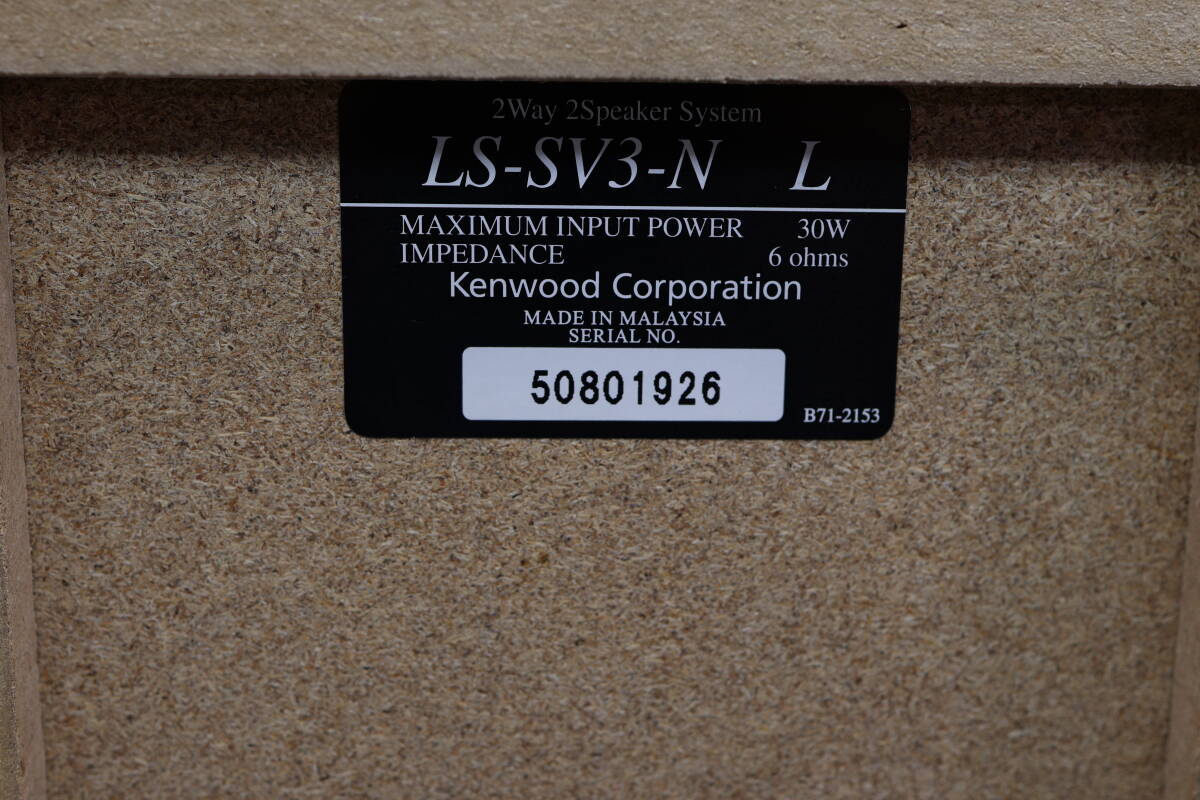 2Way 2Speaker System
LS-SV3-N L
MAXIMUM INPUT POWER 30W
IMPEDANCE 6 ohms
Kenwood Corporation
MADE IN MALAYSIA
SERIAL NO.
50801926
B71-2153